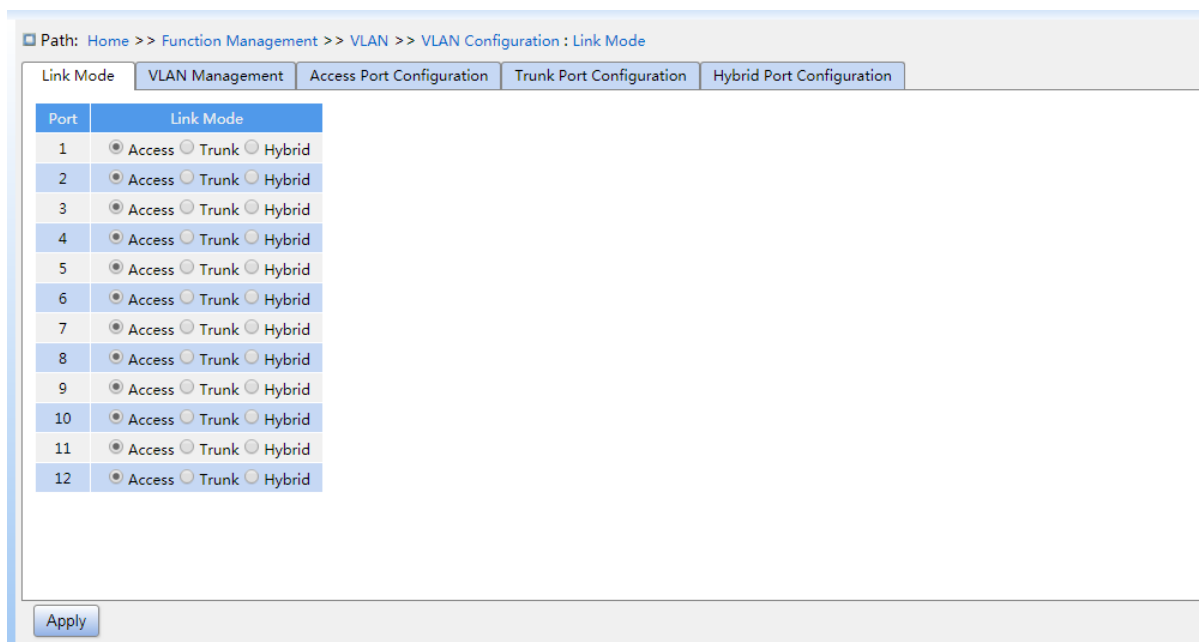 Path: Home >> Function Management >> VLAN >> VLAN Configuration : Link Mode
Link Mode VLAN Management Access Port Configuration Trunk Port Configuration Hybrid Port Configuration
Port Link Mode
1 Access Trunk Hybrid
2 Access Trunk Hybrid
3 Access Trunk Hybrid
4 Access Trunk Hybrid
5 Access Trunk Hybrid
6 Access Trunk Hybrid
7 Access Trunk Hybrid
8 Access Trunk Hybrid
9 Access Trunk Hybrid
10 Access Trunk Hybrid
11 Access Trunk Hybrid
12 Access Trunk Hybrid
Apply